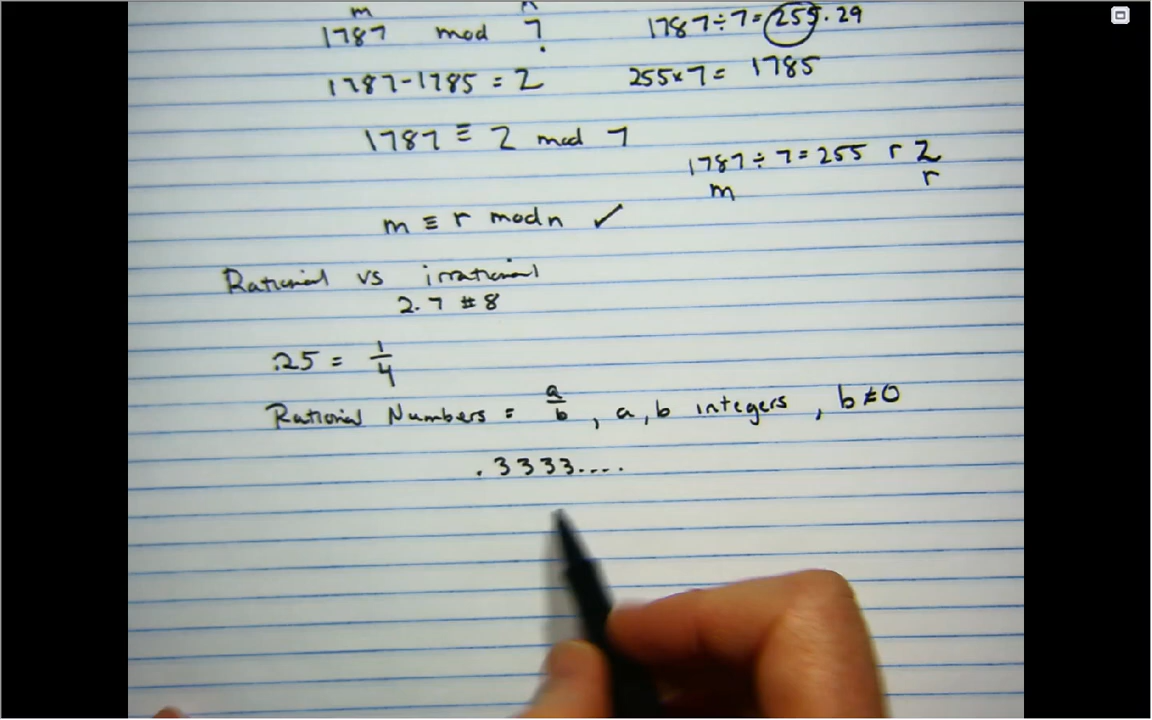 m n
1787 mod 7 1787÷7=255.29
1787-1785 = 2 255×7= 1785
1787 ≡ 2 mod 7
1787÷7=255 r 2
m r
m ≡ r mod n ✓
Rational vs irrational
2.7 #8
.25 = 1/4
Rational Numbers = a/b, a, b integers, b≠0
.3333....